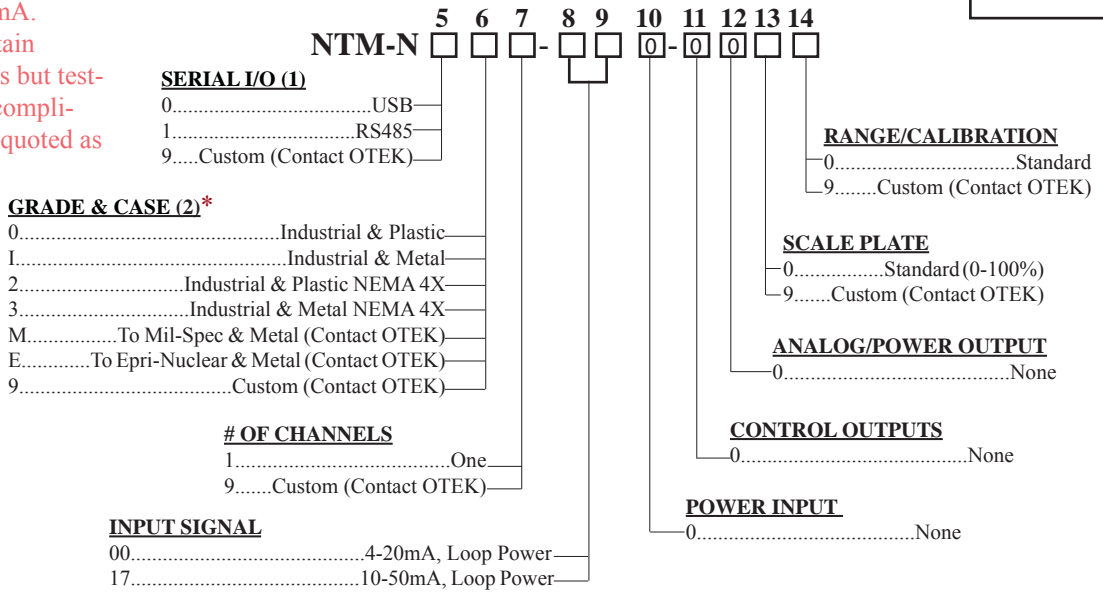 mA.
tain
s but test-
compli-
quoted as
5 6 7 8 9 10 11 12 13 14
NTM-N □ □ □ - □ □ 0 - 0 0 □ □
SERIAL I/O (1)
0....................................USB
1....................................RS485
9.....Custom (Contact OTEK)
GRADE & CASE (2)*
0..............................................Industrial & Plastic
I................................................Industrial & Metal
2.............................Industrial & Plastic NEMA 4X
3..............................Industrial & Metal NEMA 4X
M................To Mil-Spec & Metal (Contact OTEK)
E............To Epri-Nuclear & Metal (Contact OTEK)
9.....................................Custom (Contact OTEK)
# OF CHANNELS
1......................................One
9.......Custom (Contact OTEK)
INPUT SIGNAL
00.........................................4-20mA, Loop Power
17........................................10-50mA, Loop Power
RANGE/CALIBRATION
0................................Standard
9........Custom (Contact OTEK)
SCALE PLATE
0................Standard (0-100%)
9.......Custom (Contact OTEK)
ANALOG/POWER OUTPUT
0........................................None
CONTROL OUTPUTS
0........................................None
POWER INPUT
0........................................None